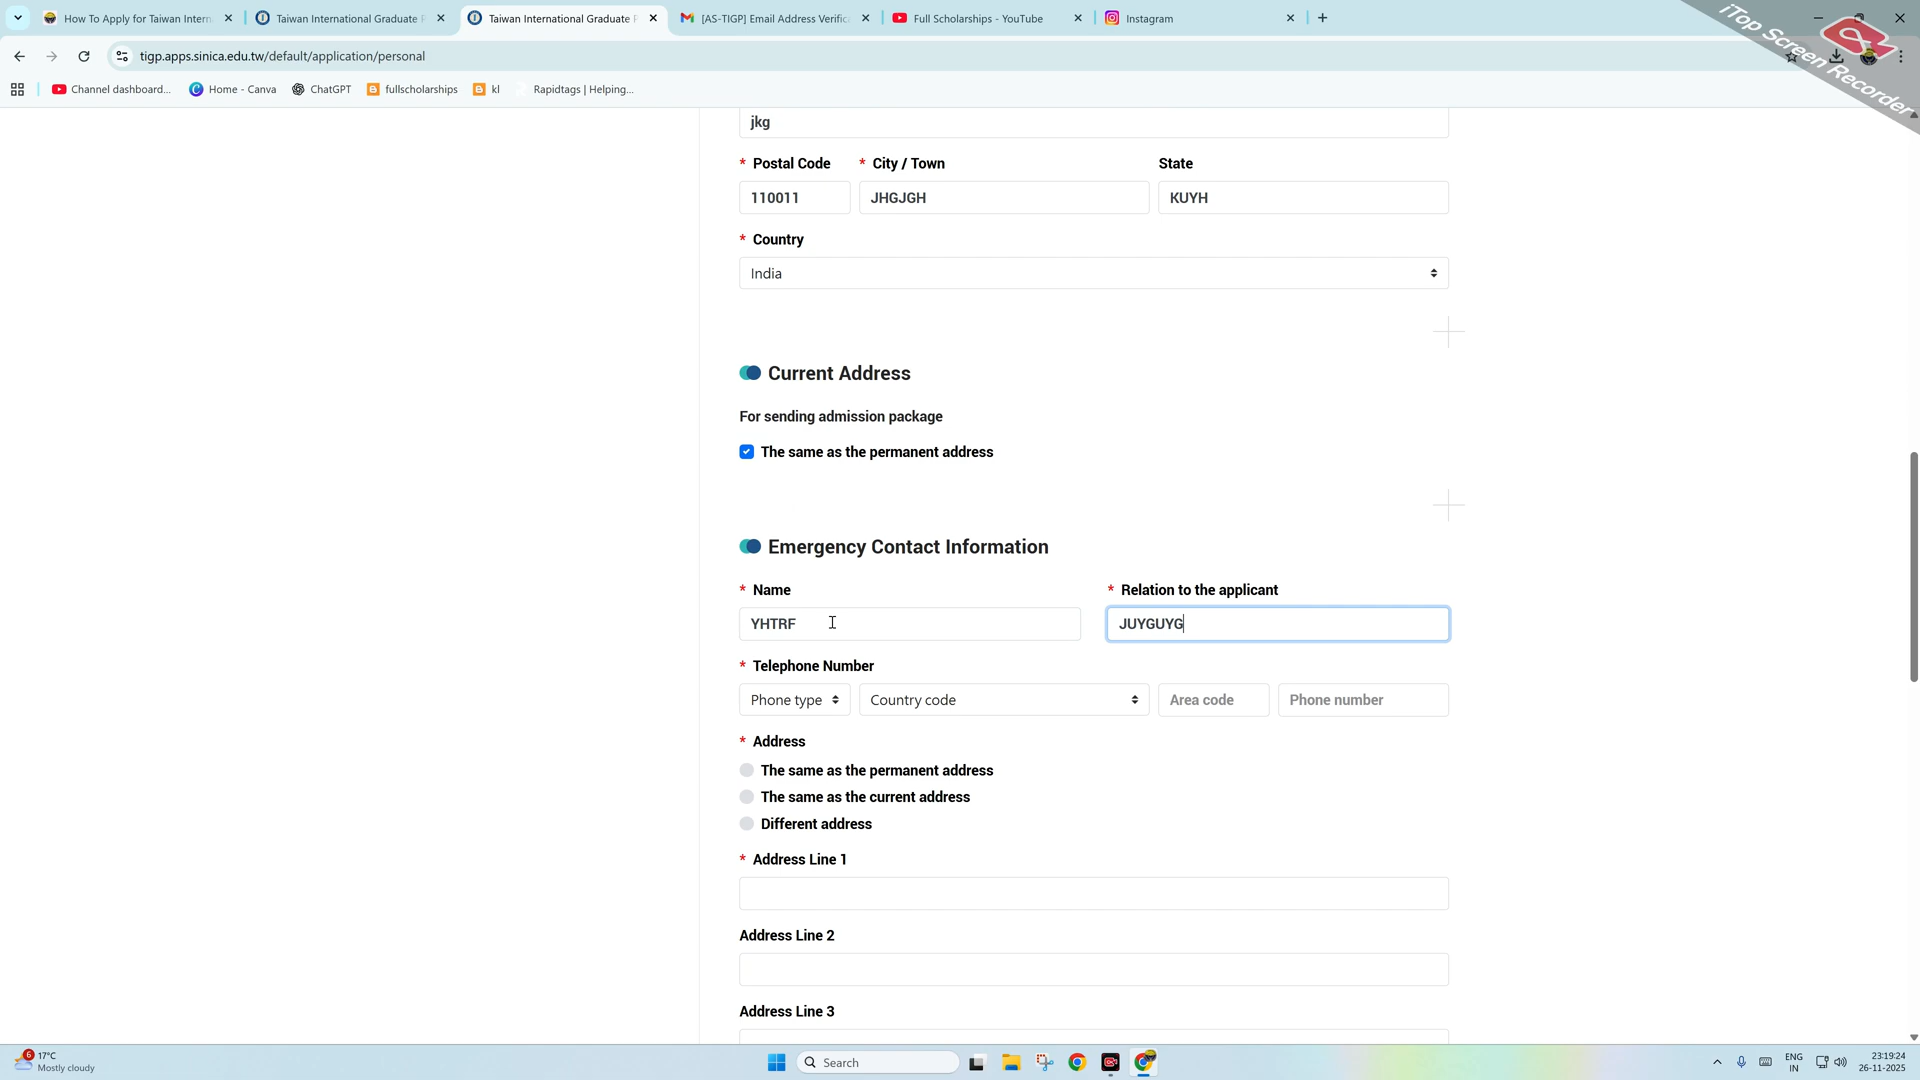 How To Apply for Taiwan Intern
Taiwan International Graduate P
Taiwan International Graduate P
[AS-TIGP] Email Address Verific
Full Scholarships - YouTube
Instagram
iTop Screen Recorder
tigp.apps.sinica.edu.tw/default/application/personal
Channel dashboard...
Home - Canva
ChatGPT
fullscholarships
kl
Rapidtags | Helping...
jkg
* Postal Code
* City / Town
State
110011
JHGJGH
KUYH
* Country
India
Current Address
For sending admission package
The same as the permanent address
Emergency Contact Information
* Name
* Relation to the applicant
YHTRF
JUYGUYG
* Telephone Number
Phone type
Country code
Area code
Phone number
* Address
The same as the permanent address
The same as the current address
Different address
* Address Line 1
Address Line 2
Address Line 3
6
17°C
Mostly cloudy
Search
ENG
IN
23:19:24
26-11-2025